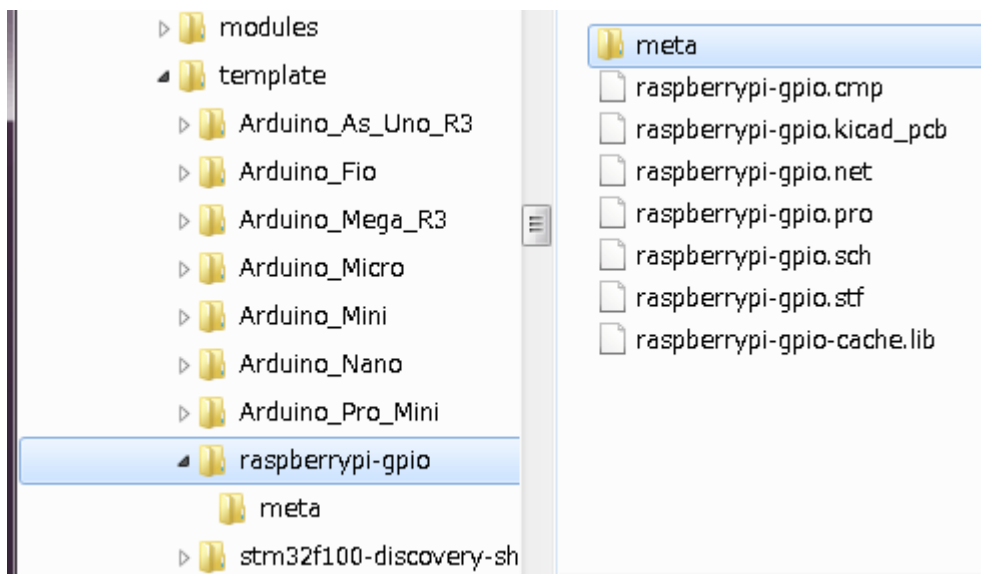 modules
template
Arduino_As_Uno_R3
Arduino_Fio
Arduino_Mega_R3
Arduino_Micro
Arduino_Mini
Arduino_Nano
Arduino_Pro_Mini
raspberrypi-gpio
meta
stm32f100-discovery-sh
meta
raspberrypi-gpio.cmp
raspberrypi-gpio.kicad_pcb
raspberrypi-gpio.net
raspberrypi-gpio.pro
raspberrypi-gpio.sch
raspberrypi-gpio.stf
raspberrypi-gpio-cache.lib